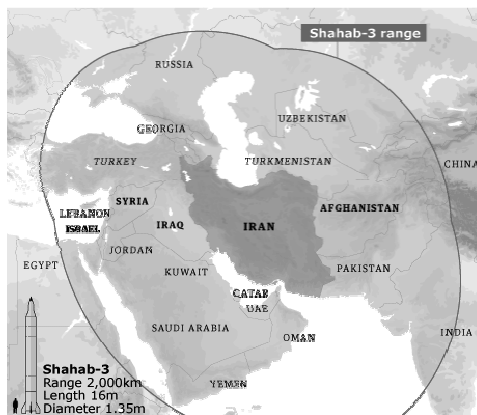 Shahab-3 range
RUSSIA
UZBEKISTAN
GEORGIA
TURKEY
TURKMENISTAN
CHINA
SYRIA
AFGHANISTAN
LEBANON
IRAQ
IRAN
ISRAEL
JORDAN
EGYPT
KUWAIT
PAKISTAN
QATAR
UAE
SAUDI ARABIA
OMAN
INDIA
YEMEN
Shahab-3
Range 2,000km
Length 16m
Diameter 1.35m